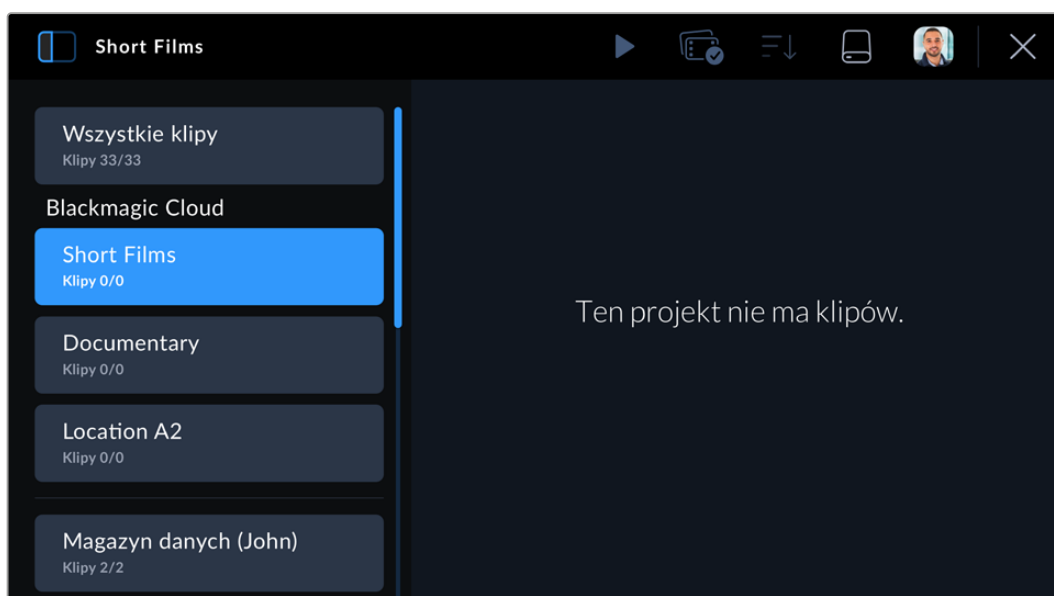 Short Films
Wszystkie klipy
Klipy 33/33
Blackmagic Cloud
Short Films
Klipy 0/0
Documentary
Klipy 0/0
Location A2
Klipy 0/0
Magazyn danych (John)
Klipy 2/2
Ten projekt nie ma klipów.